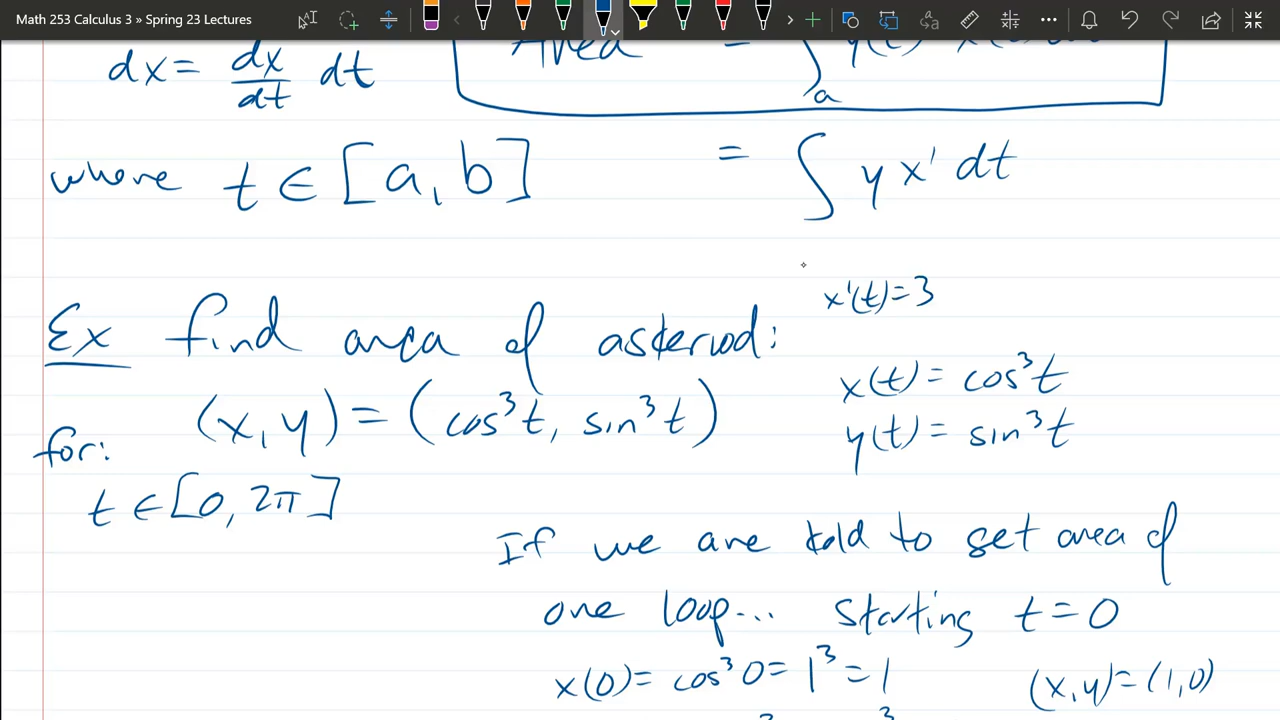 Math 253 Calculus 3 » Spring 23 Lectures
dx = dx/dt dt
Area = ∫a y(t)
where t ∈ [a, b]
= ∫ y x' dt
x'(t) = 3
Ex find area of asteriod:
x(t) = cos³t
(x, y) = (cos³t, sin³t)
y(t) = sin³t
for:
t ∈ [0, 2π]
If we are told to get area of
one loop... starting t = 0
x(0) = cos³0 = 1³ = 1 (x, y) = (1, 0)